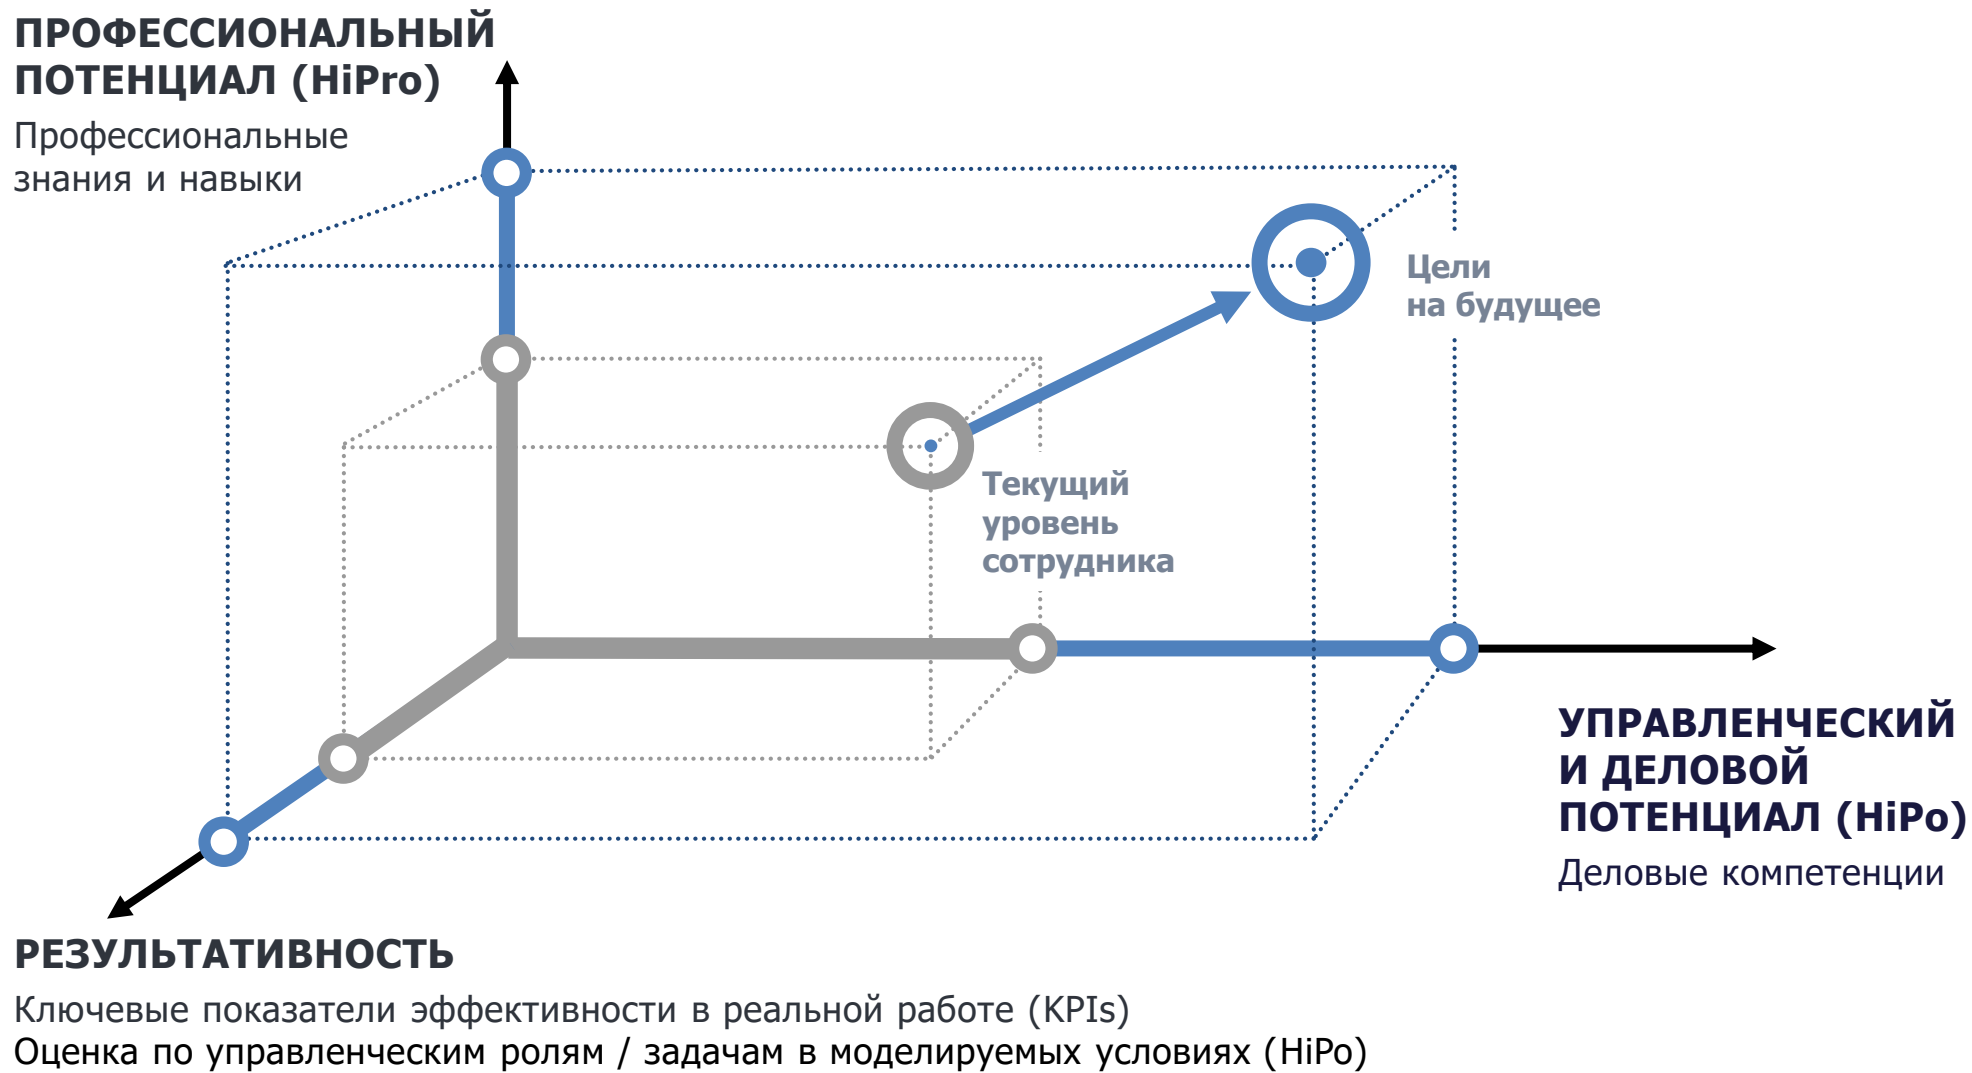 ПРОФЕССИОНАЛЬНЫЙ
ПОТЕНЦИАЛ (HiPro)
Профессиональные
знания и навыки
Цели
на будущее
Текущий
уровень
сотрудника
УПРАВЛЕНЧЕСКИЙ
И ДЕЛОВОЙ
ПОТЕНЦИАЛ (HiPo)
Деловые компетенции
РЕЗУЛЬТАТИВНОСТЬ
Ключевые показатели эффективности в реальной работе (KPIs)
Оценка по управленческим ролям / задачам в моделируемых условиях (HiPo)